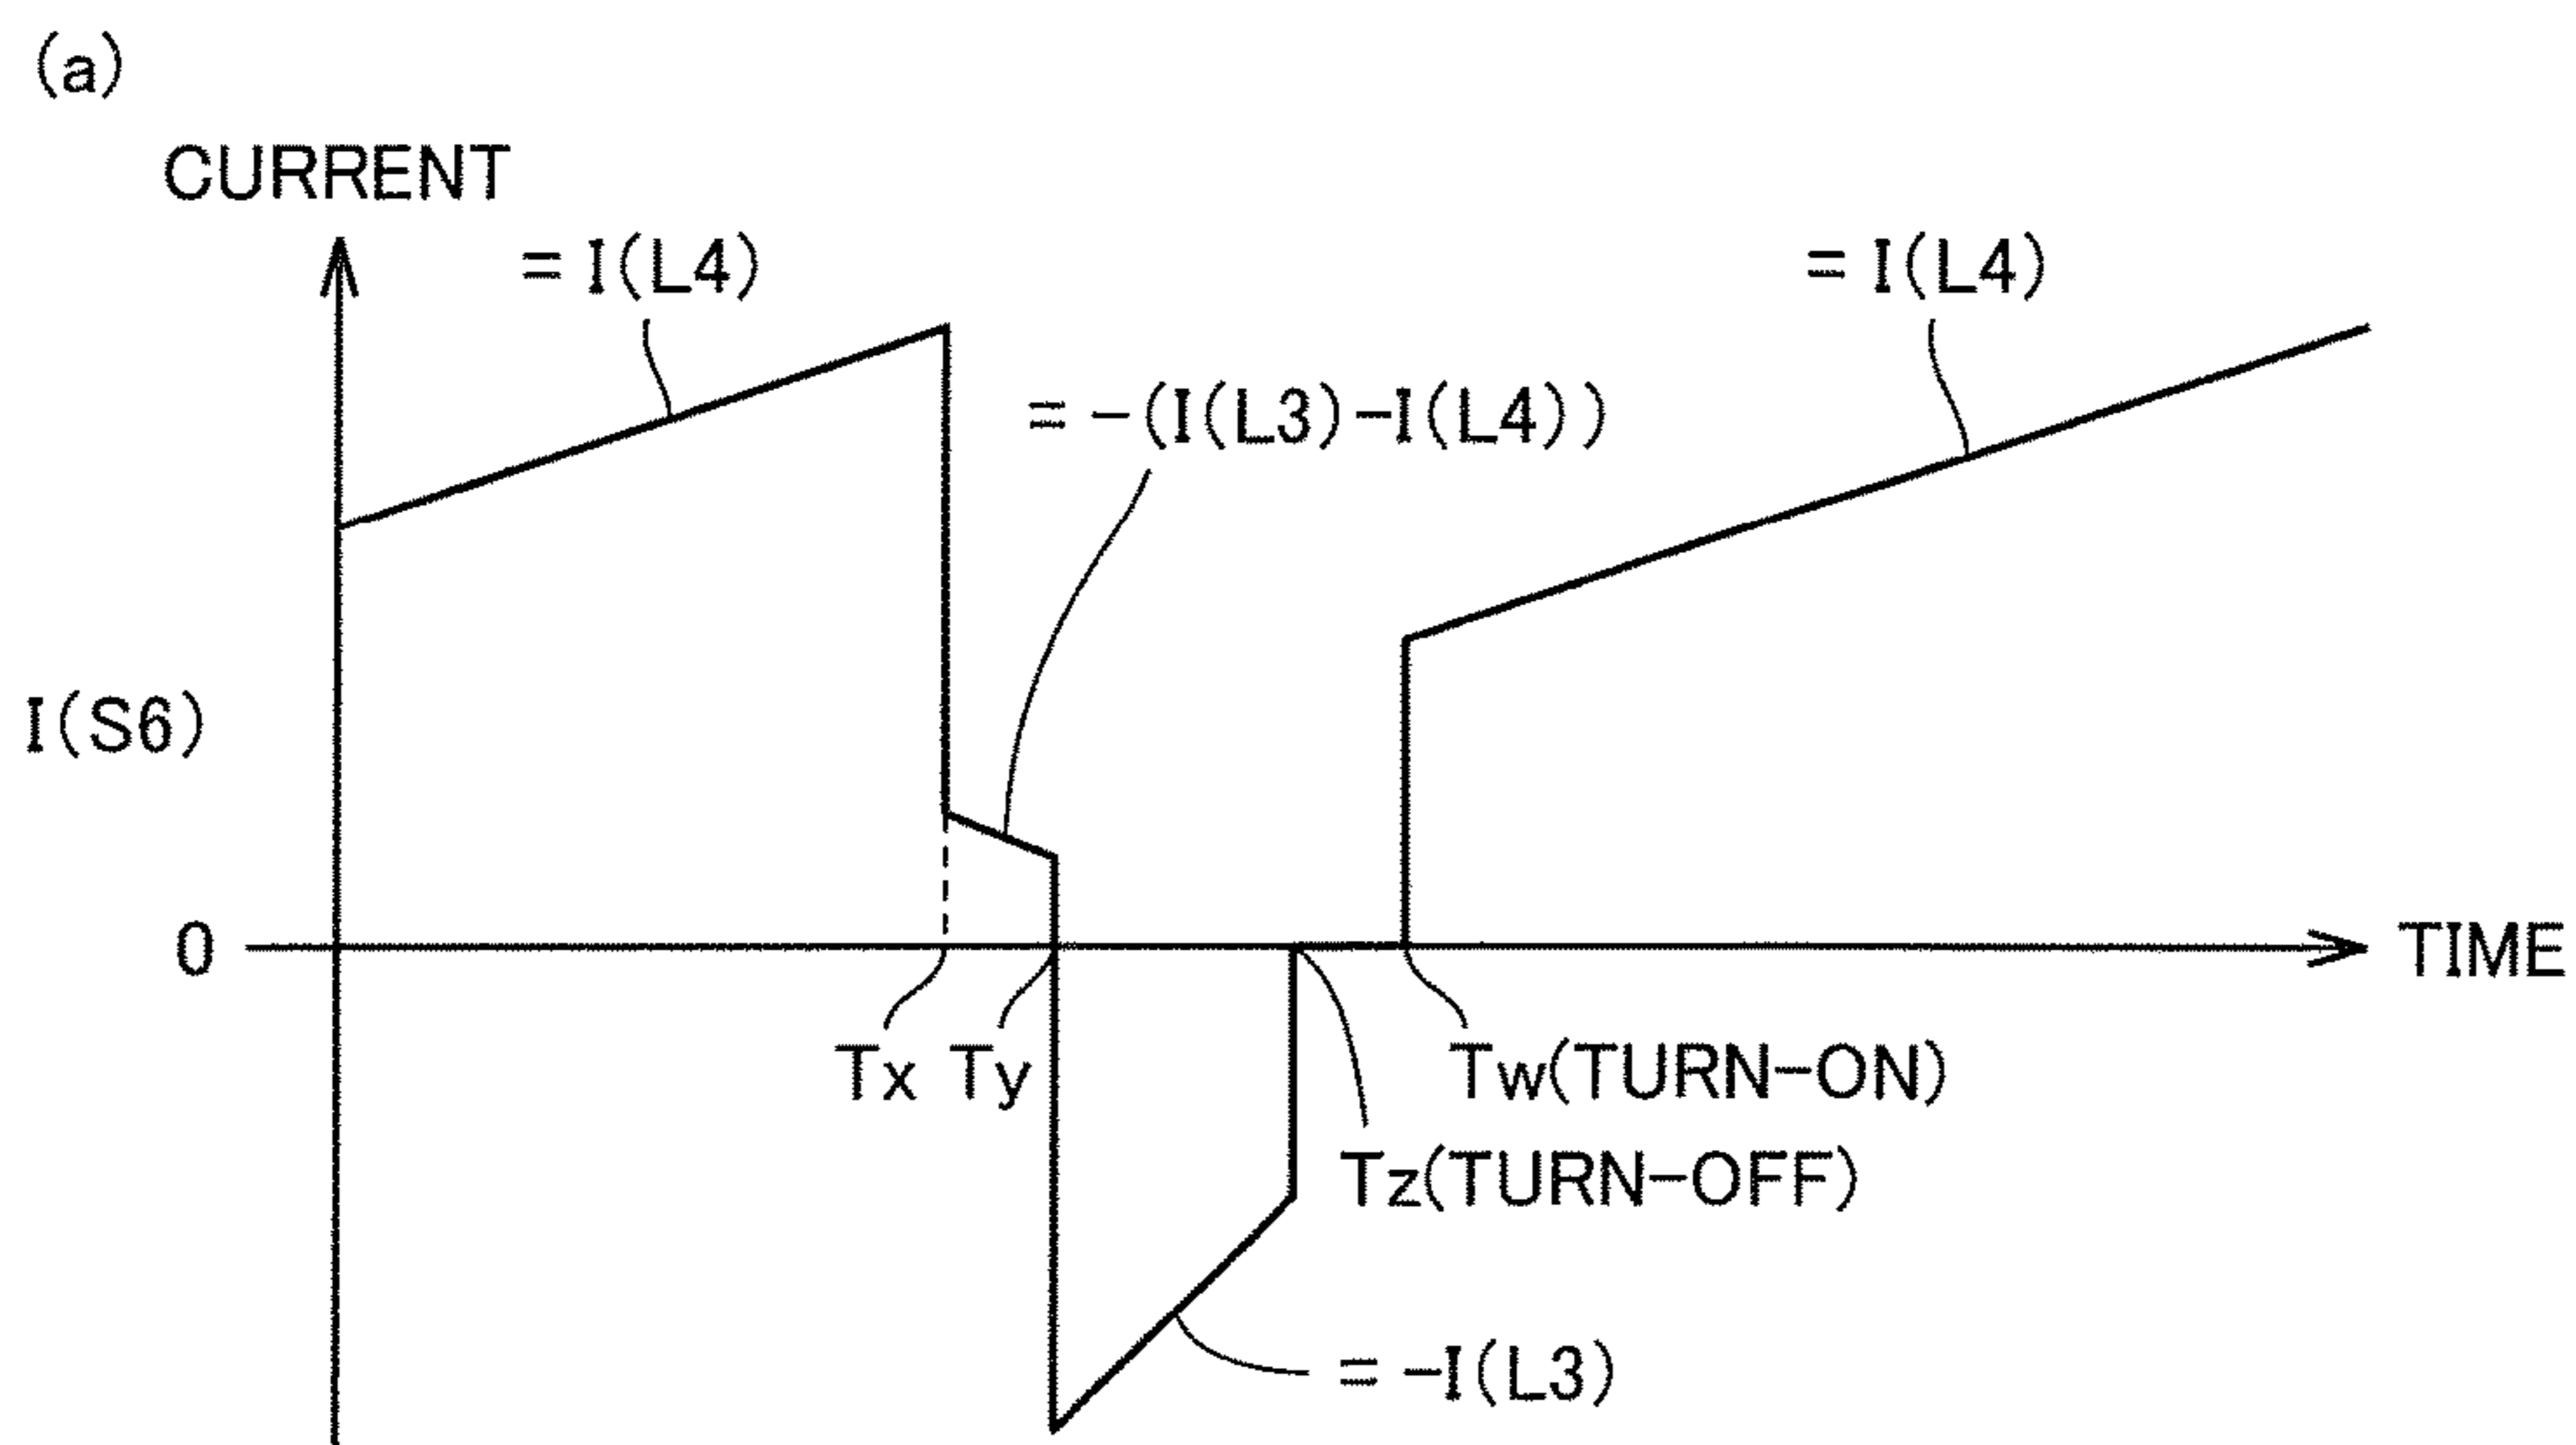 (a)
CURRENT
= I(L4)
= I(L4)
= -(I(L3)-I(L4))
I(S6)
0
TIME
Tx
Ty
Tw(TURN-ON)
Tz(TURN-OFF)
= -I(L3)